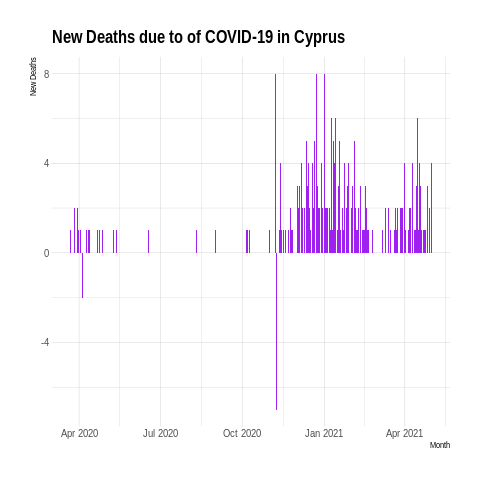 New Deaths due to of COVID-19 in Cyprus
New Deaths
8
4
0
-4
Apr 2020 Jul 2020 Oct 2020 Jan 2021 Apr 2021
Month